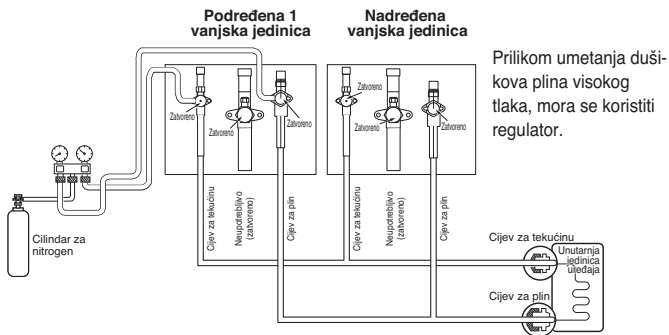 Podređena 1
vanjska jedinica
Nadređena
vanjska jedinica
Prilikom umetanja duši-
kova plina visokog
tlaka, mora se koristiti
regulator.
Zatvoreno
Zatvoreno
Zatvoreno
Zatvoreno
Zatvoreno
Zatvoreno
Cilindar za
nitrogen
Cijev za tekućinu
Neupotrebljivo
(zatvoreno)
Cijev za plin
Cijev za tekućinu
Neupotrebljivo
(zatvoreno)
Cijev za plin
Cijev za tekućinu
Unutarnja
jedinica
uređaja
Cijev za plin